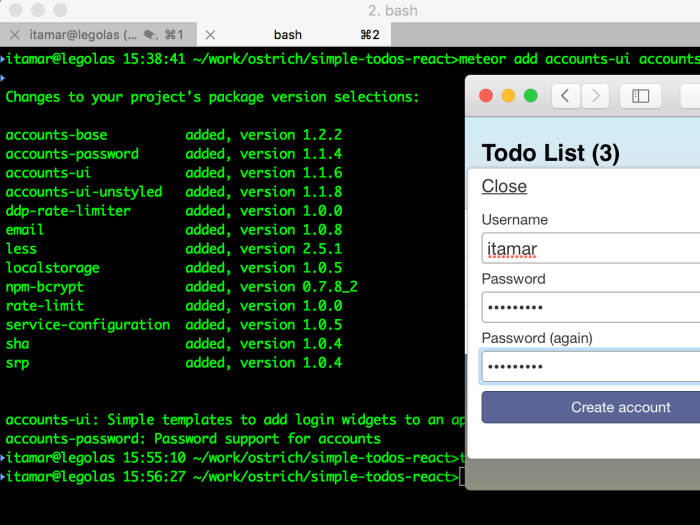 2. bash
itamar@legolas (... ⌘1
bash ⌘2
itamar@legolas 15:38:41 ~/work/ostrich/simple-todos-react>meteor add accounts-ui accounts
Changes to your project's package version selections:
accounts-base added, version 1.2.2
accounts-password added, version 1.1.4
accounts-ui added, version 1.1.6
accounts-ui-unstyled added, version 1.1.8
ddp-rate-limiter added, version 1.0.0
email added, version 1.0.8
less added, version 2.5.1
localstorage added, version 1.0.5
npm-bcrypt added, version 0.7.8_2
rate-limit added, version 1.0.0
service-configuration added, version 1.0.5
sha added, version 1.0.4
srp added, version 1.0.4
accounts-ui: Simple templates to add login widgets to an ap
accounts-password: Password support for accounts
itamar@legolas 15:55:10 ~/work/ostrich/simple-todos-react>t
itamar@legolas 15:56:27 ~/work/ostrich/simple-todos-react>
Todo List (3)
Close
Username
itamar
Password
•••••••••
Password (again)
•••••••••
Create account